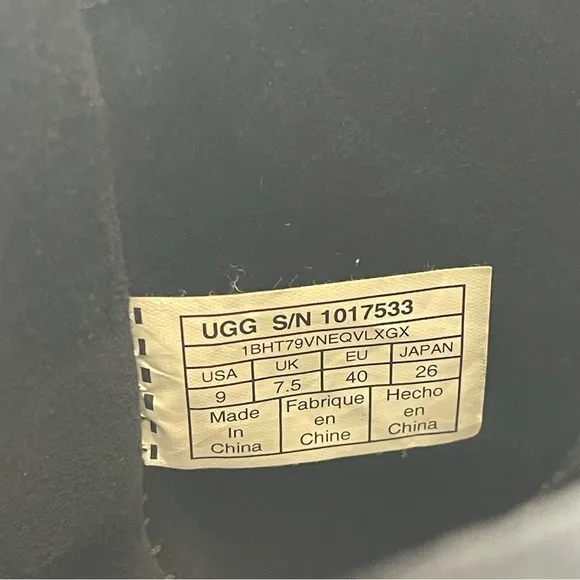 UGG S/N 1017533
1BHT79VNEQVLXGX
USA UK EU JAPAN
9 7.5 40 26
Made In China
Fabrique en Chine
Hecho en China